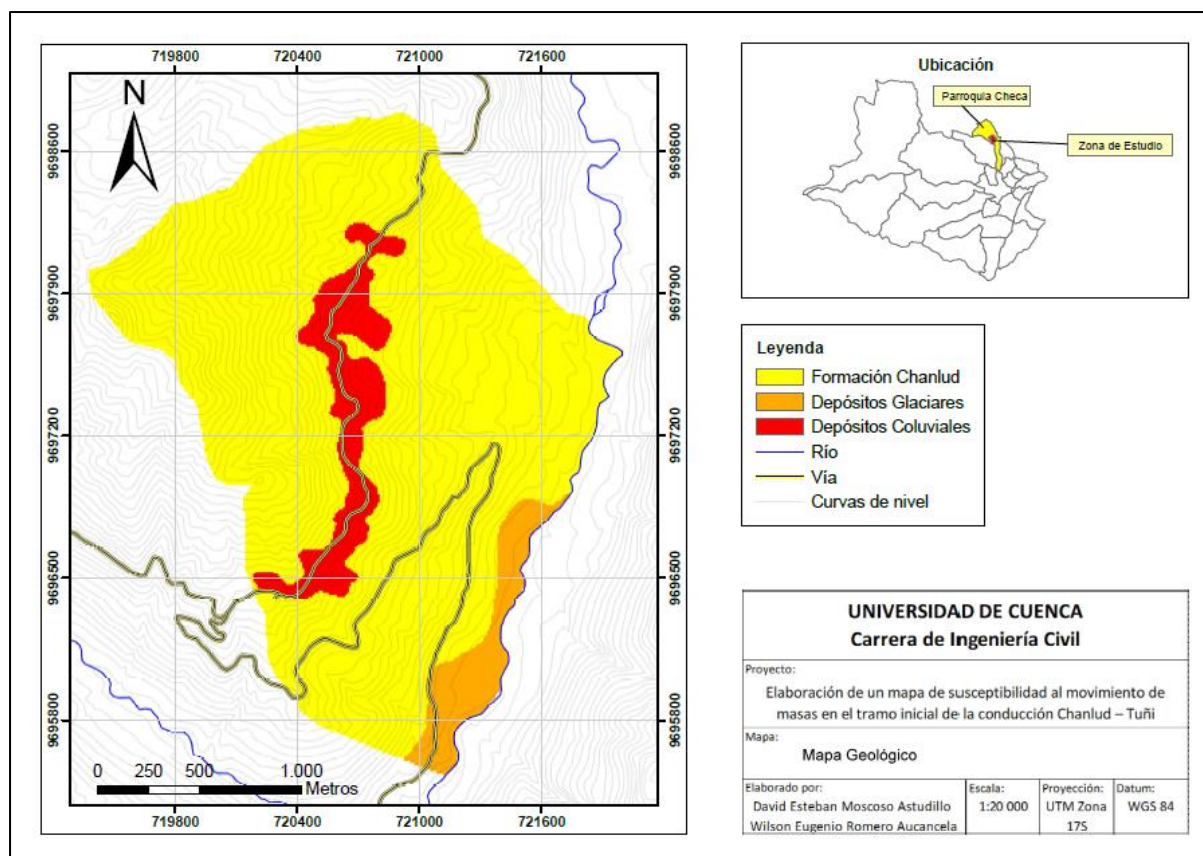 719800 720400 721000 721600
N
9698600
9697900
9697200
9696500
9695800
9698600
9697900
9697200
9696500
9695800
0 250 500 1.000
Metros
719800 720400 721000 721600
Ubicación
Parroquia Checa
Zona de Estudio
Leyenda
Formación Chanlud
Depósitos Glaciares
Depósitos Coluviales
Río
Vía
Curvas de nivel
UNIVERSIDAD DE CUENCA
Carrera de Ingeniería Civil
Proyecto:
Elaboración de un mapa de susceptibilidad al movimiento de
masas en el tramo inicial de la conducción Chanlud – Tuñi
Mapa:
Mapa Geológico
Elaborado por:
David Esteban Moscoso Astudillo
Wilson Eugenio Romero Aucancela
Escala:
1:20 000
Proyección:
UTM Zona
17S
Datum:
WGS 84